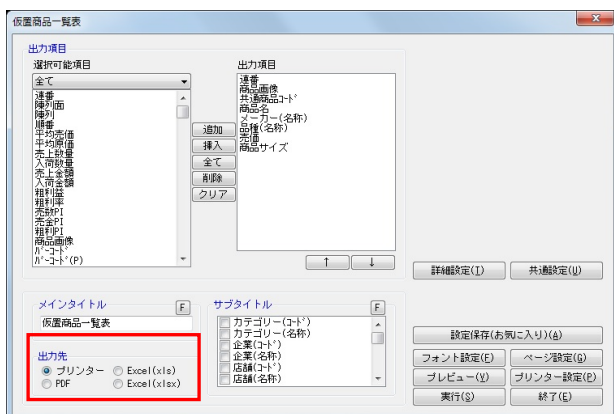 仮置商品一覧表
出力項目
選択可能項目
全て
連番
陳列面
陳列
順番
平均売価
平均原価
売上数量
入荷数量
売上金額
入荷金額
粗利益
粗利率
売数PI
売金PI
粗利PI
商品画像
ﾊﾞｰｺｰﾄﾞ
ﾊﾞｰｺｰﾄﾞ(P)
追加
挿入
全て
削除
クリア
出力項目
連番
商品画像
共通商品ｺｰﾄﾞ
商品名
メーカー(名称)
品種(名称)
売価
商品サイズ
↑
↓
詳細設定(I)
共通設定(U)
メインタイトル
F
仮置商品一覧表
サブタイトル
F
カテゴリー(ｺｰﾄﾞ)
カテゴリー(名称)
企業(ｺｰﾄﾞ)
企業(名称)
店舗(ｺｰﾄﾞ)
店舗(名称)
出力先
プリンター
Excel(xls)
PDF
Excel(xlsx)
設定保存(お気に入り)(A)
フォント設定(F)
ページ設定(G)
プレビュー(V)
プリンター設定(P)
実行(S)
終了(E)